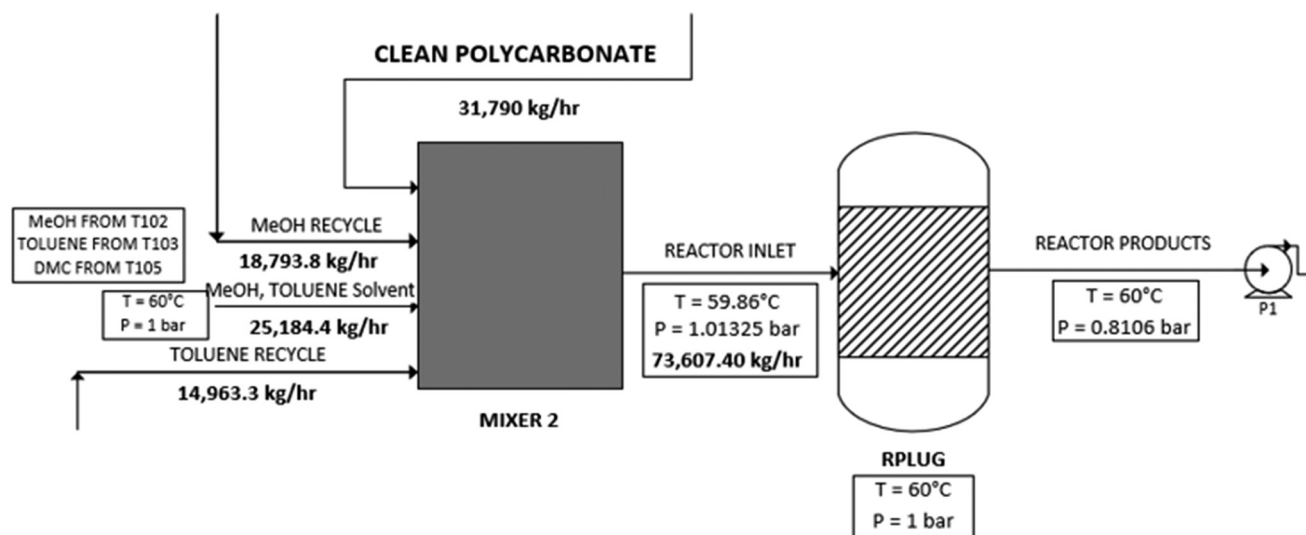 CLEAN POLYCARBONATE
31,790 kg/hr
MeOH FROM T102
TOLUENE FROM T103
DMC FROM T105
T = 60°C
P = 1 bar
MeOH RECYCLE
18,793.8 kg/hr
MeOH, TOLUENE Solvent
25,184.4 kg/hr
TOLUENE RECYCLE
14,963.3 kg/hr
MIXER 2
REACTOR INLET
T = 59.86°C
P = 1.01325 bar
73,607.40 kg/hr
RPLUG
T = 60°C
P = 1 bar
REACTOR PRODUCTS
T = 60°C
P = 0.8106 bar
P1